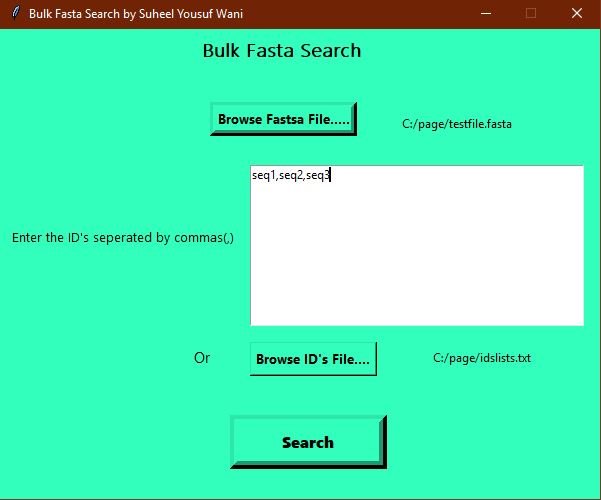 Bulk Fasta Search by Suheel Yousuf Wani
Bulk Fasta Search
Browse Fastsa File.....
C:/page/testfile.fasta
seq1,seq2,seq3
Enter the ID's seperated by commas(,)
Or
Browse ID's File....
C:/page/idslists.txt
Search